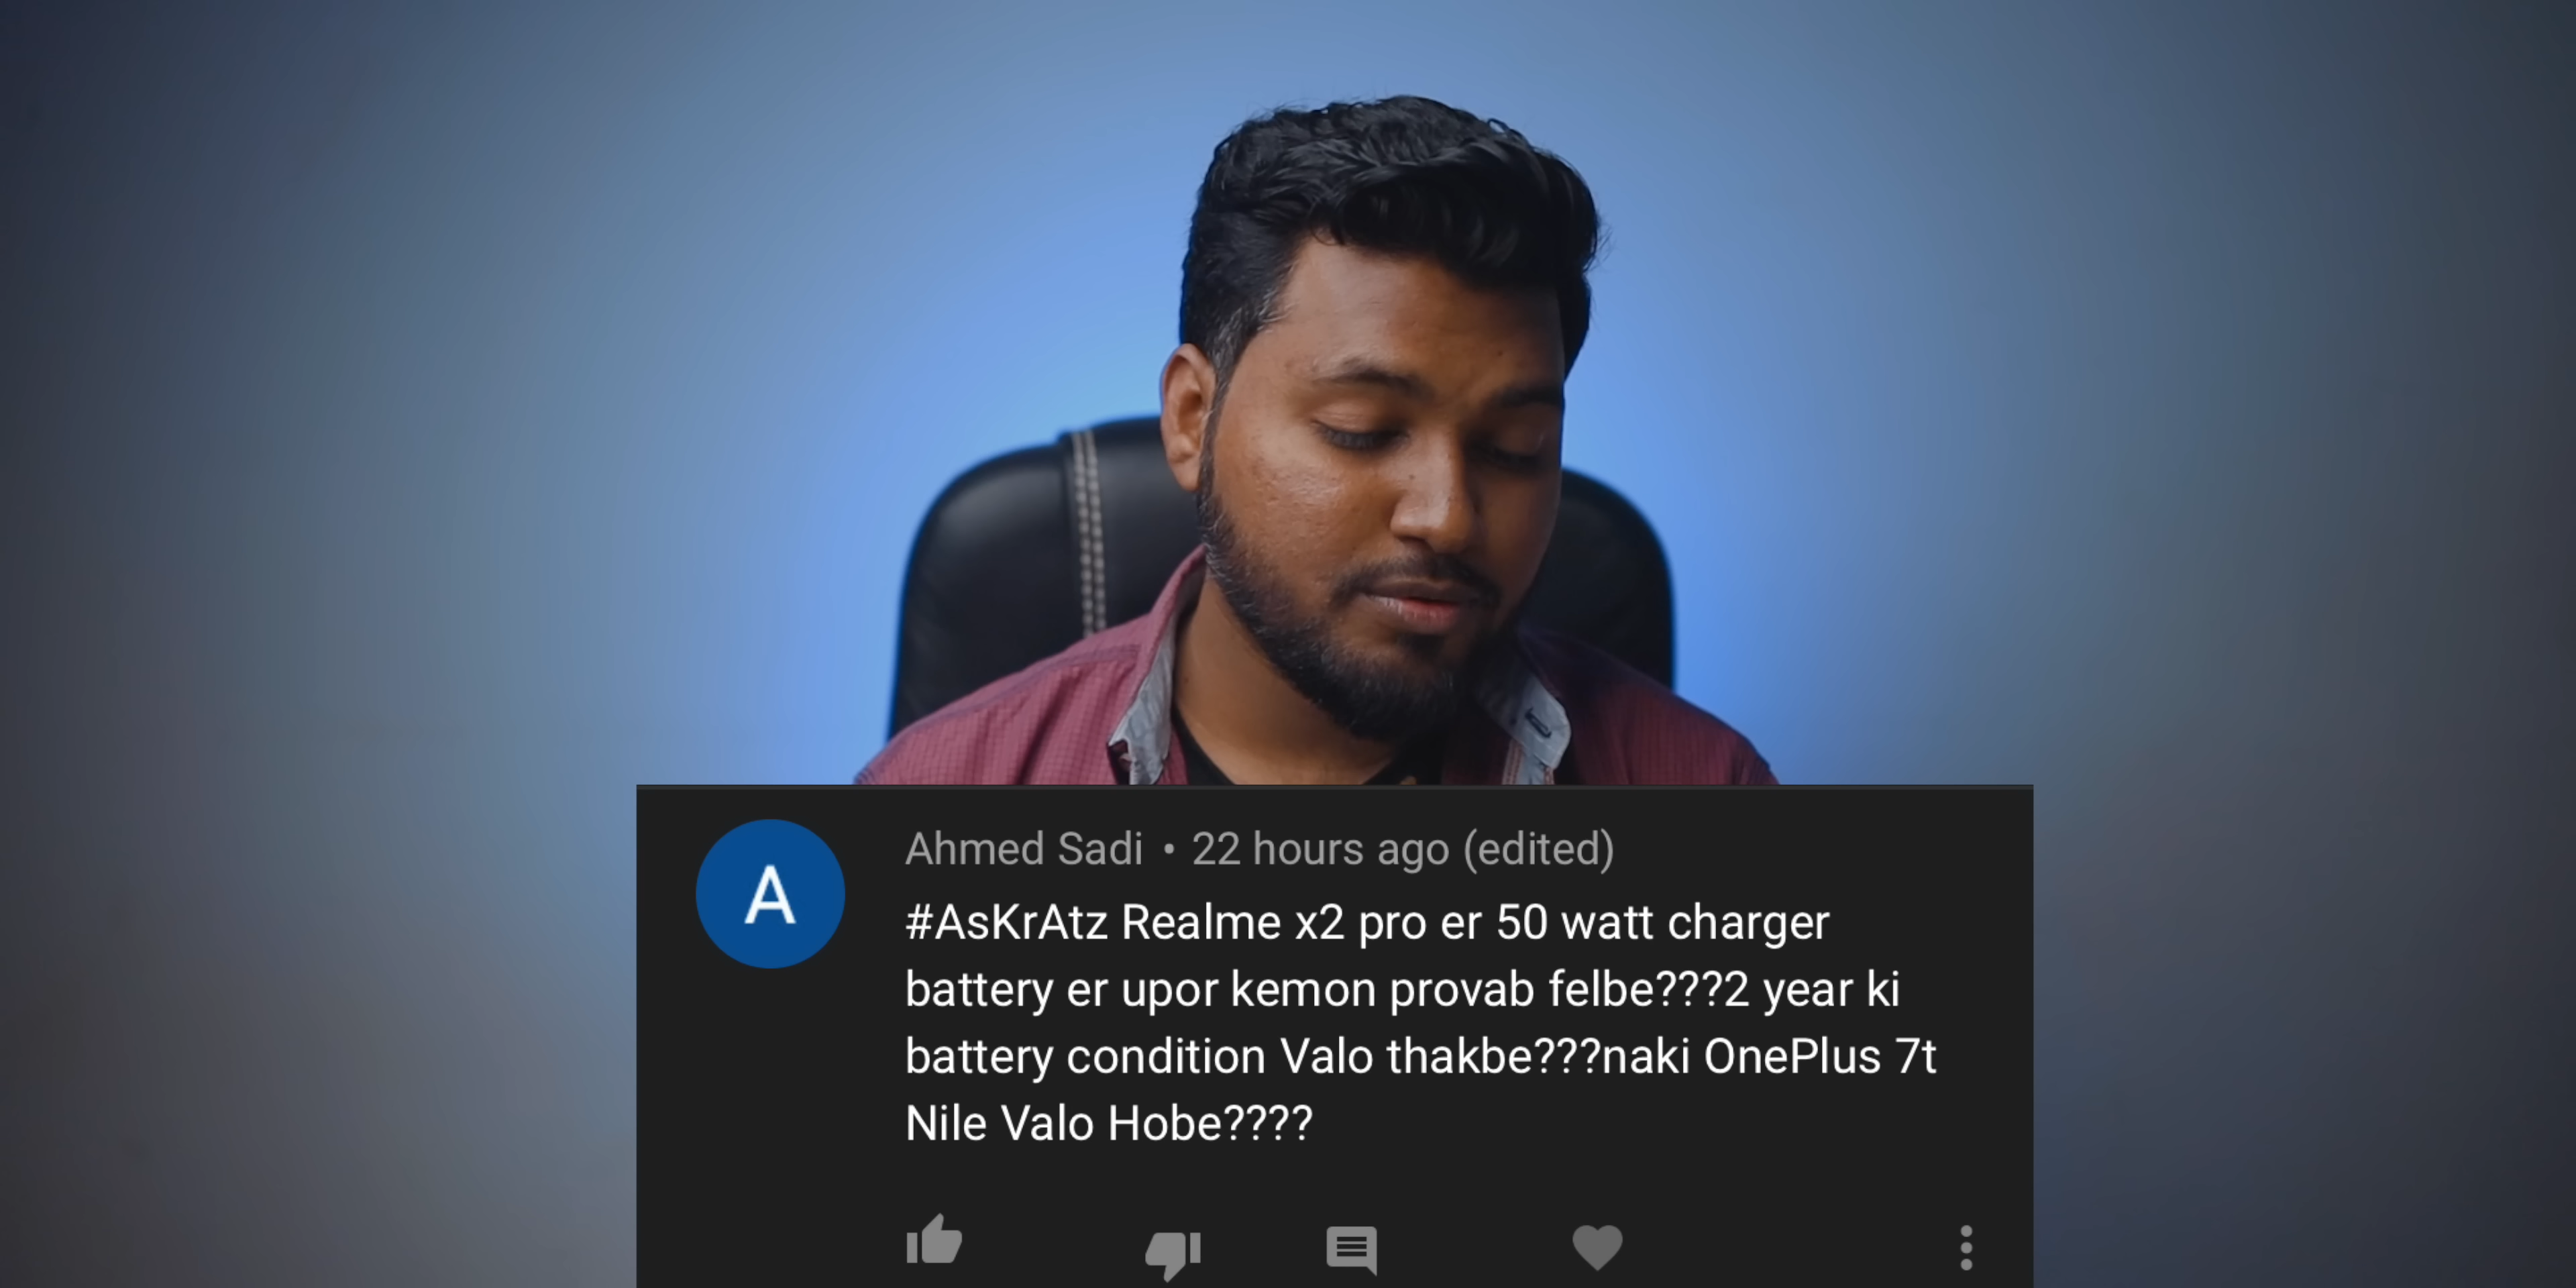 A
Ahmed Sadi • 22 hours ago (edited)
#AsKrAtz Realme x2 pro er 50 watt charger
battery er upor kemon provab felbe???2 year ki
battery condition Valo thakbe???naki OnePlus 7t
Nile Valo Hobe????